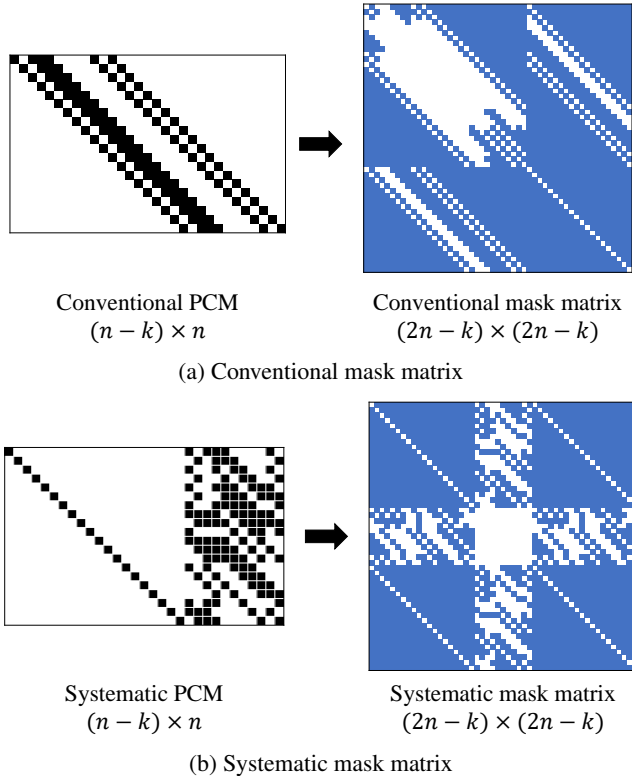 Conventional PCM
(n − k) × n
Conventional mask matrix
(2n − k) × (2n − k)
(a) Conventional mask matrix
Systematic PCM
(n − k) × n
Systematic mask matrix
(2n − k) × (2n − k)
(b) Systematic mask matrix